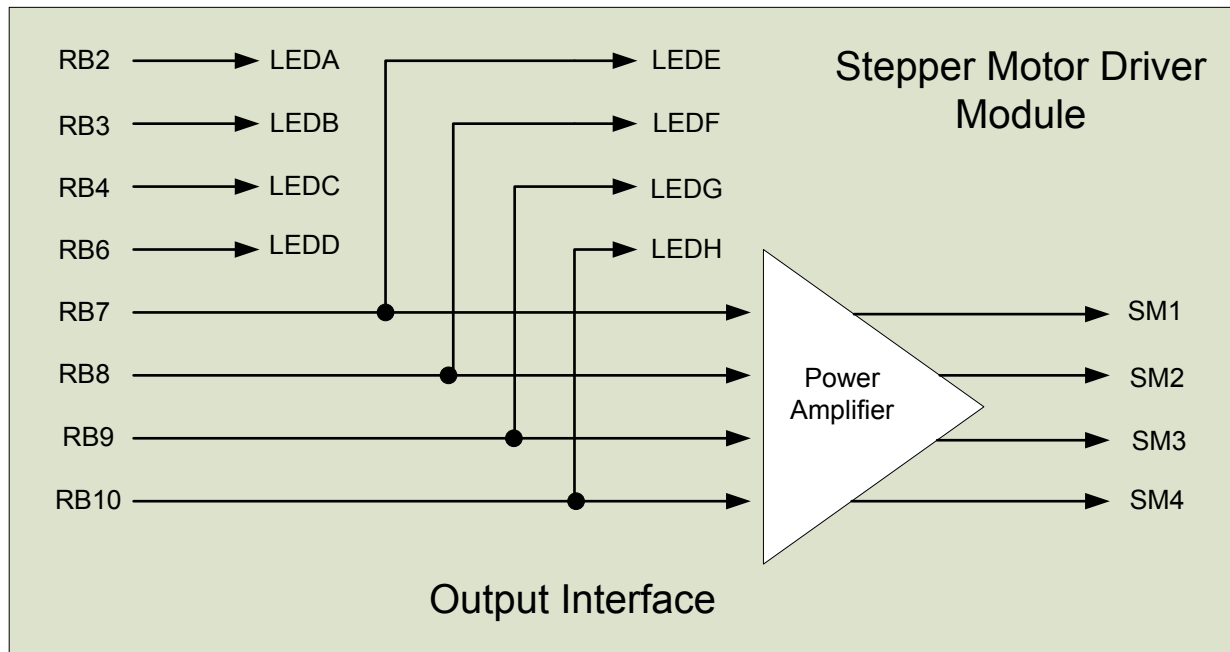 RB2
LEDA
LEDE
Stepper Motor Driver
Module
RB3
LEDB
LEDF
RB4
LEDC
LEDG
RB6
LEDD
LEDH
RB7
SM1
RB8
Power
Amplifier
SM2
RB9
SM3
RB10
SM4
Output Interface